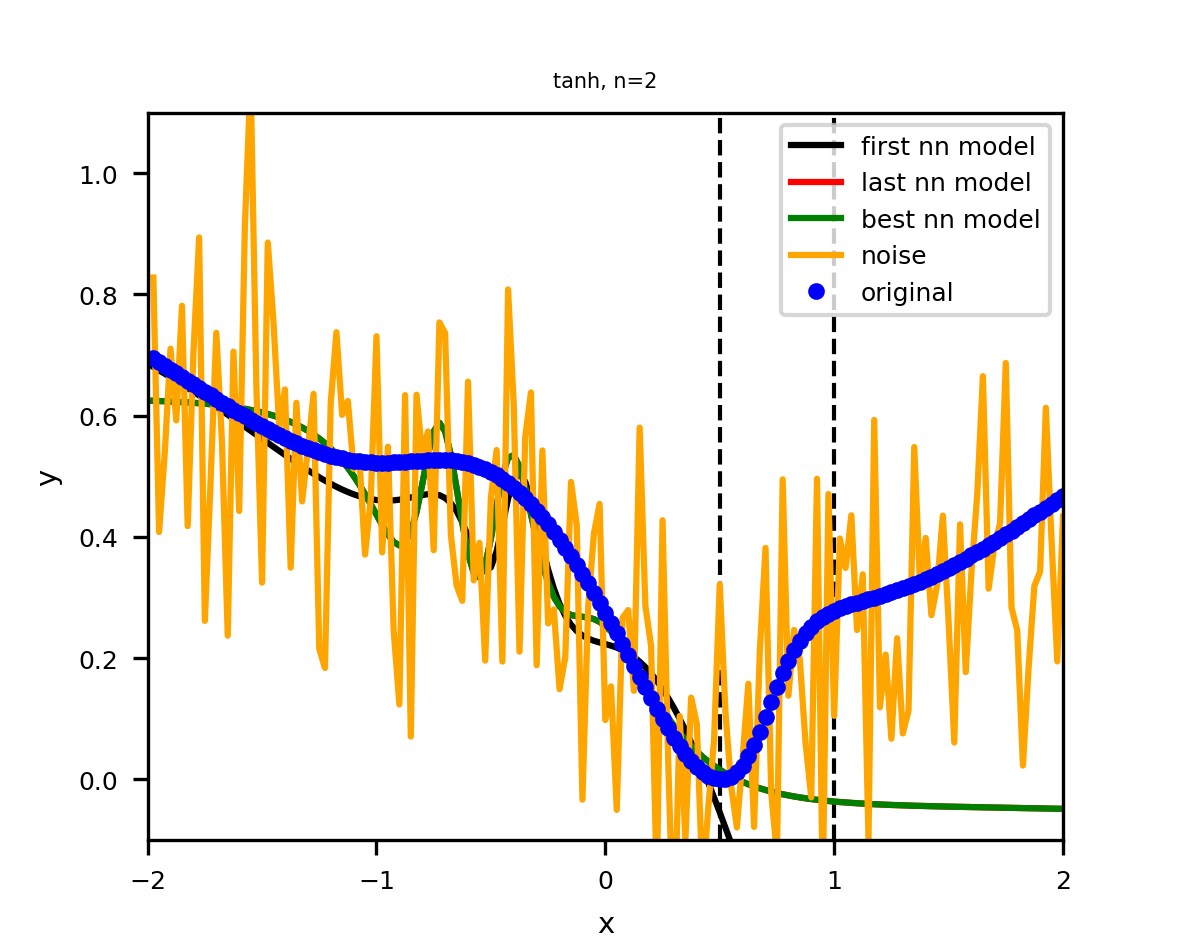 tanh, n=2
first nn model
last nn model
best nn model
noise
original
1.0
0.8
0.6
0.4
0.2
0.0
y
−2
−1
0
1
2
x